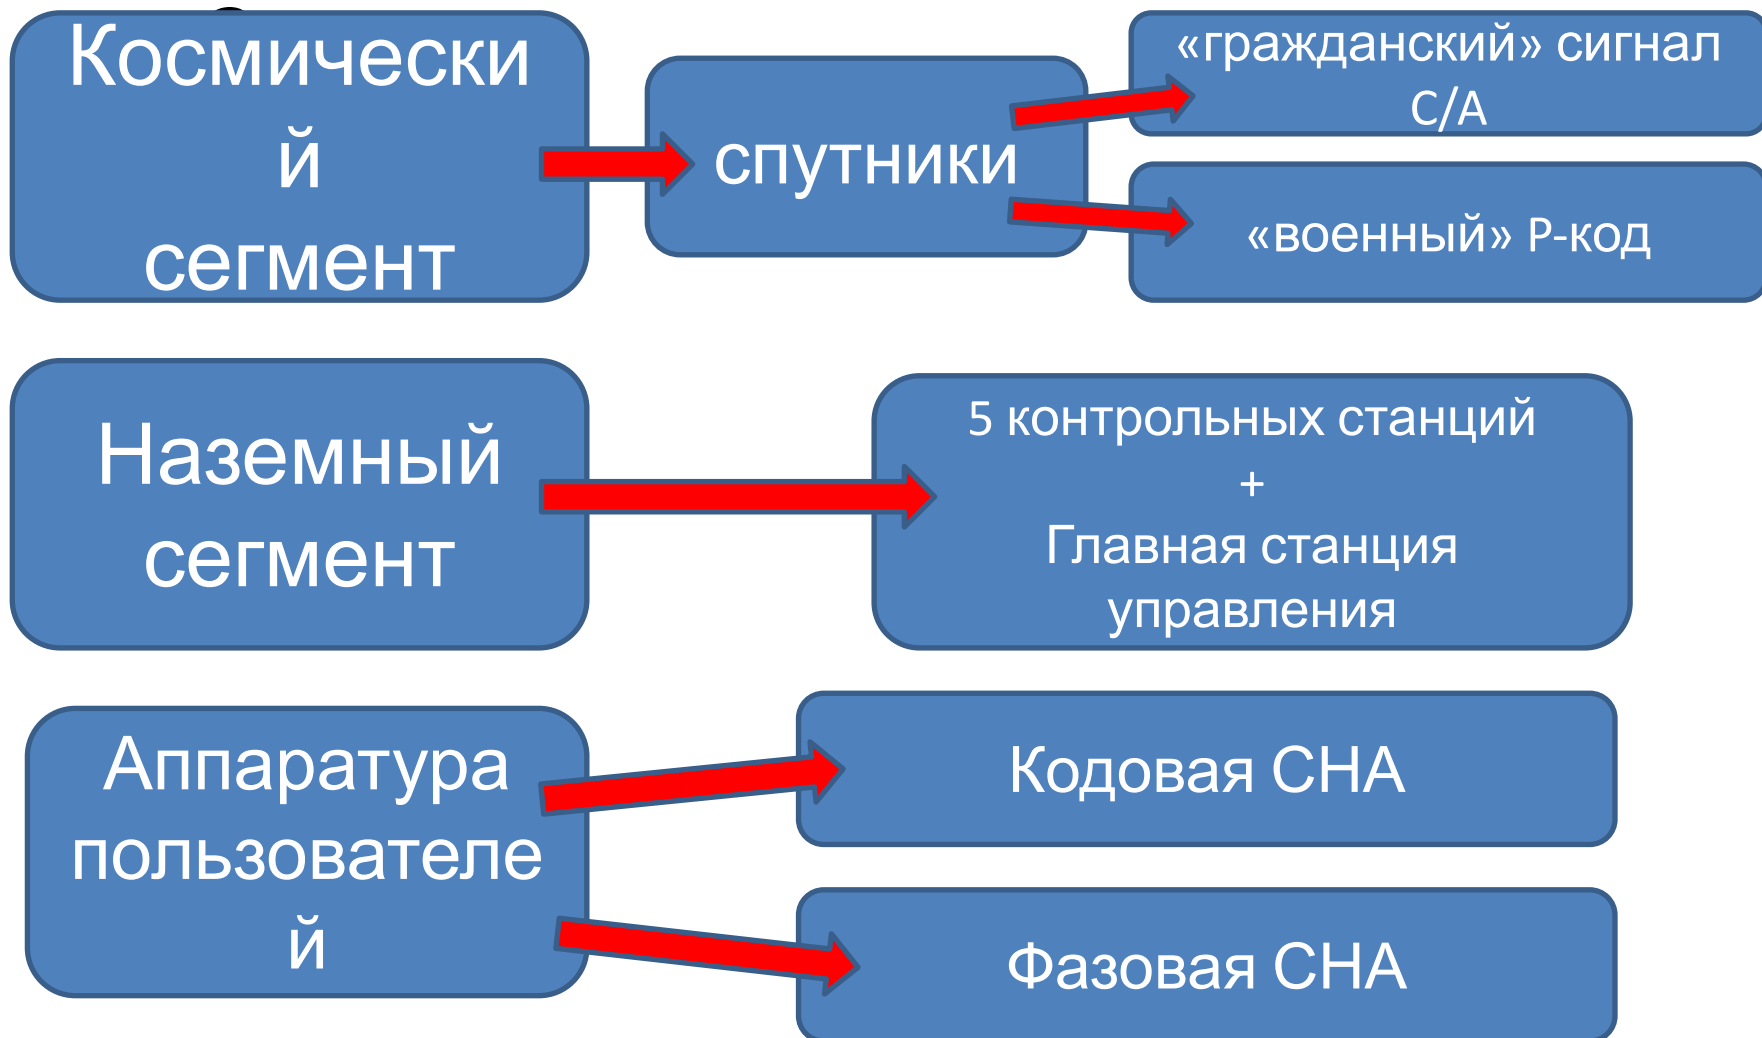 Космически
й
сегмент
спутники
«гражданский» сигнал
C/A
«военный» P-код
Наземный
сегмент
5 контрольных станций
+
Главная станция
управления
Аппаратура
пользователе
й
Кодовая СНА
Фазовая СНА